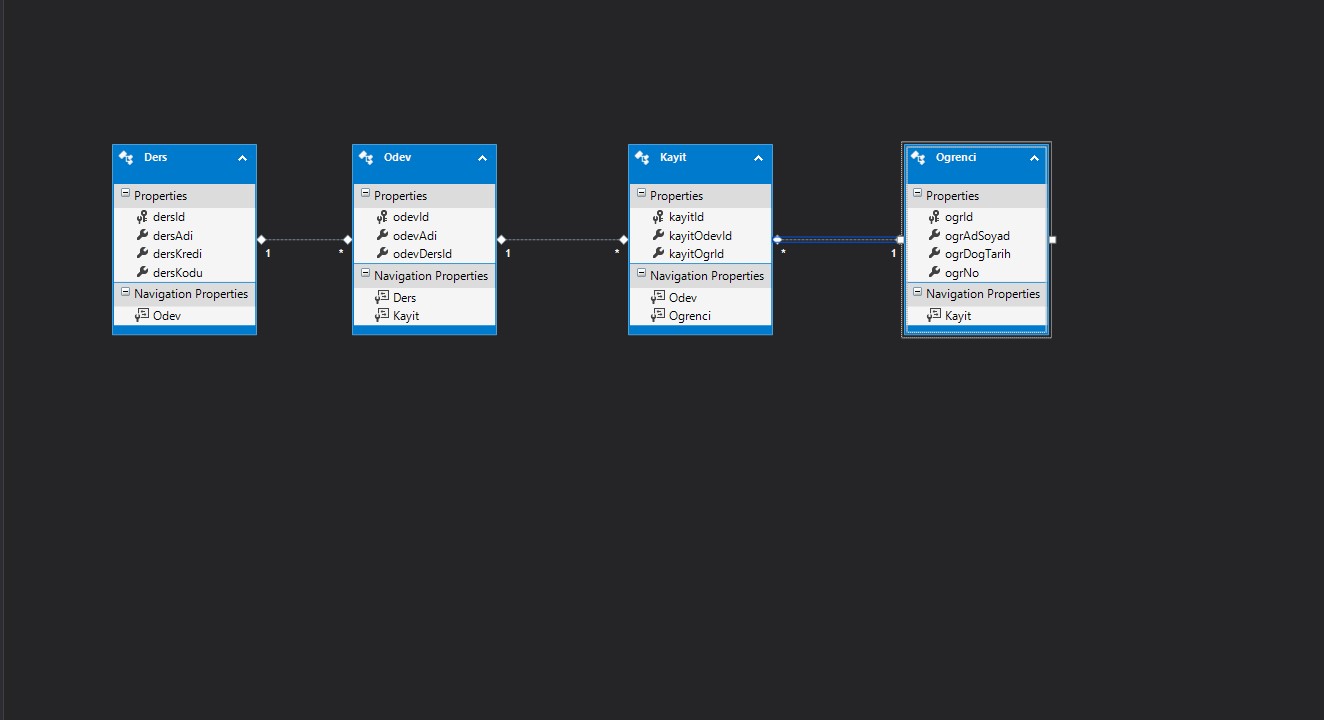 Ders
Properties
dersId
dersAdi
dersKredi
dersKodu
Navigation Properties
Odev
1
*
Odev
Properties
odevId
odevAdi
odevDersId
Navigation Properties
Ders
Kayit
1
*
Kayit
Properties
kayitId
kayitOdevId
kayitOgrId
Navigation Properties
Odev
Ogrenci
*
1
Ogrenci
Properties
ogrId
ogrAdSoyad
ogrDogTarih
ogrNo
Navigation Properties
Kayit